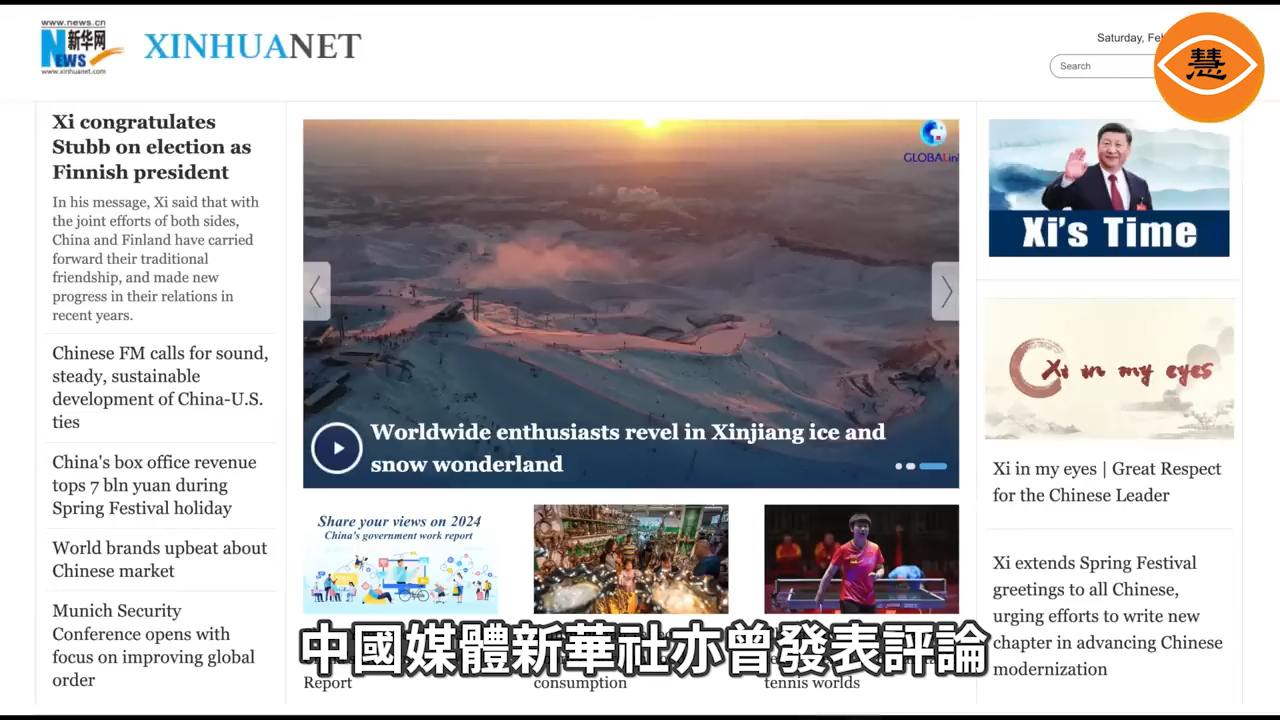 www.news.cn
新华网
NEWS
www.xinhuanet.com
XINHUANET
Saturday, Feb
Search
慧
Xi congratulates
Stubb on election as
Finnish president
In his message, Xi said that with
the joint efforts of both sides,
China and Finland have carried
forward their traditional
friendship, and made new
progress in their relations in
recent years.
Chinese FM calls for sound,
steady, sustainable
development of China-U.S.
ties
China's box office revenue
tops 7 bln yuan during
Spring Festival holiday
World brands upbeat about
Chinese market
Munich Security
Conference opens with
focus on improving global
order
GLOBALink
Worldwide enthusiasts revel in Xinjiang ice and
snow wonderland
Share your views on 2024
China's government work report
Report
consumption
tennis worlds
Xi's Time
Xi in my eyes
Xi in my eyes | Great Respect
for the Chinese Leader
Xi extends Spring Festival
greetings to all Chinese,
urging efforts to write new
chapter in advancing Chinese
modernization
中國媒體新華社亦曾發表評論